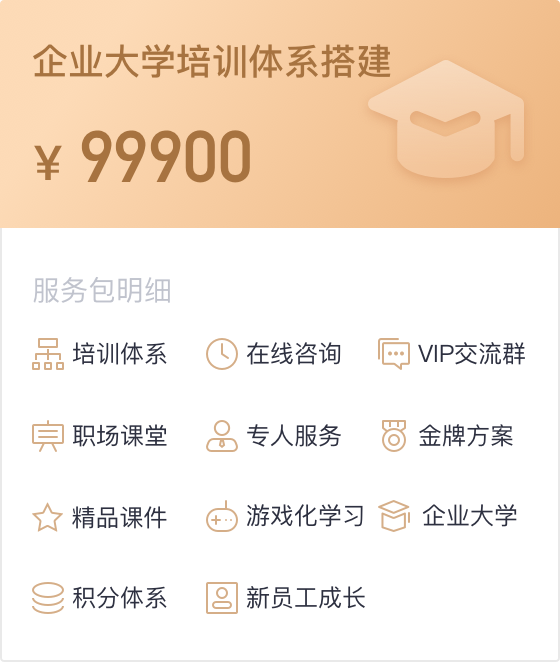 企业大学培训体系搭建
¥ 99900
服务包明细
培训体系 在线咨询 VIP交流群
职场课堂 专人服务 金牌方案
精品课件 游戏化学习 企业大学
积分体系 新员工成长